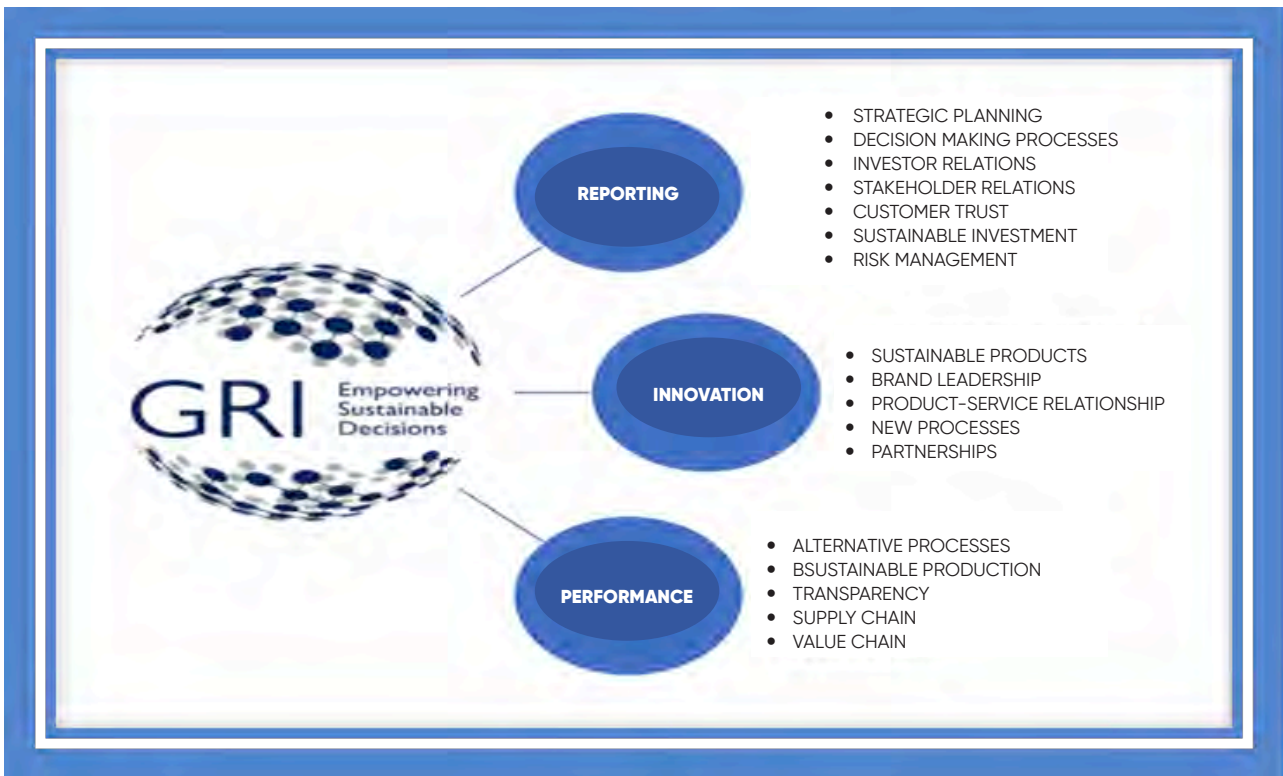 GRI
Empowering
Sustainable
Decisions
REPORTING
• STRATEGIC PLANNING
• DECISION MAKING PROCESSES
• INVESTOR RELATIONS
• STAKEHOLDER RELATIONS
• CUSTOMER TRUST
• SUSTAINABLE INVESTMENT
• RISK MANAGEMENT
INNOVATION
• SUSTAINABLE PRODUCTS
• BRAND LEADERSHIP
• PRODUCT-SERVICE RELATIONSHIP
• NEW PROCESSES
• PARTNERSHIPS
PERFORMANCE
• ALTERNATIVE PROCESSES
• BSUSTAINABLE PRODUCTION
• TRANSPARENCY
• SUPPLY CHAIN
• VALUE CHAIN